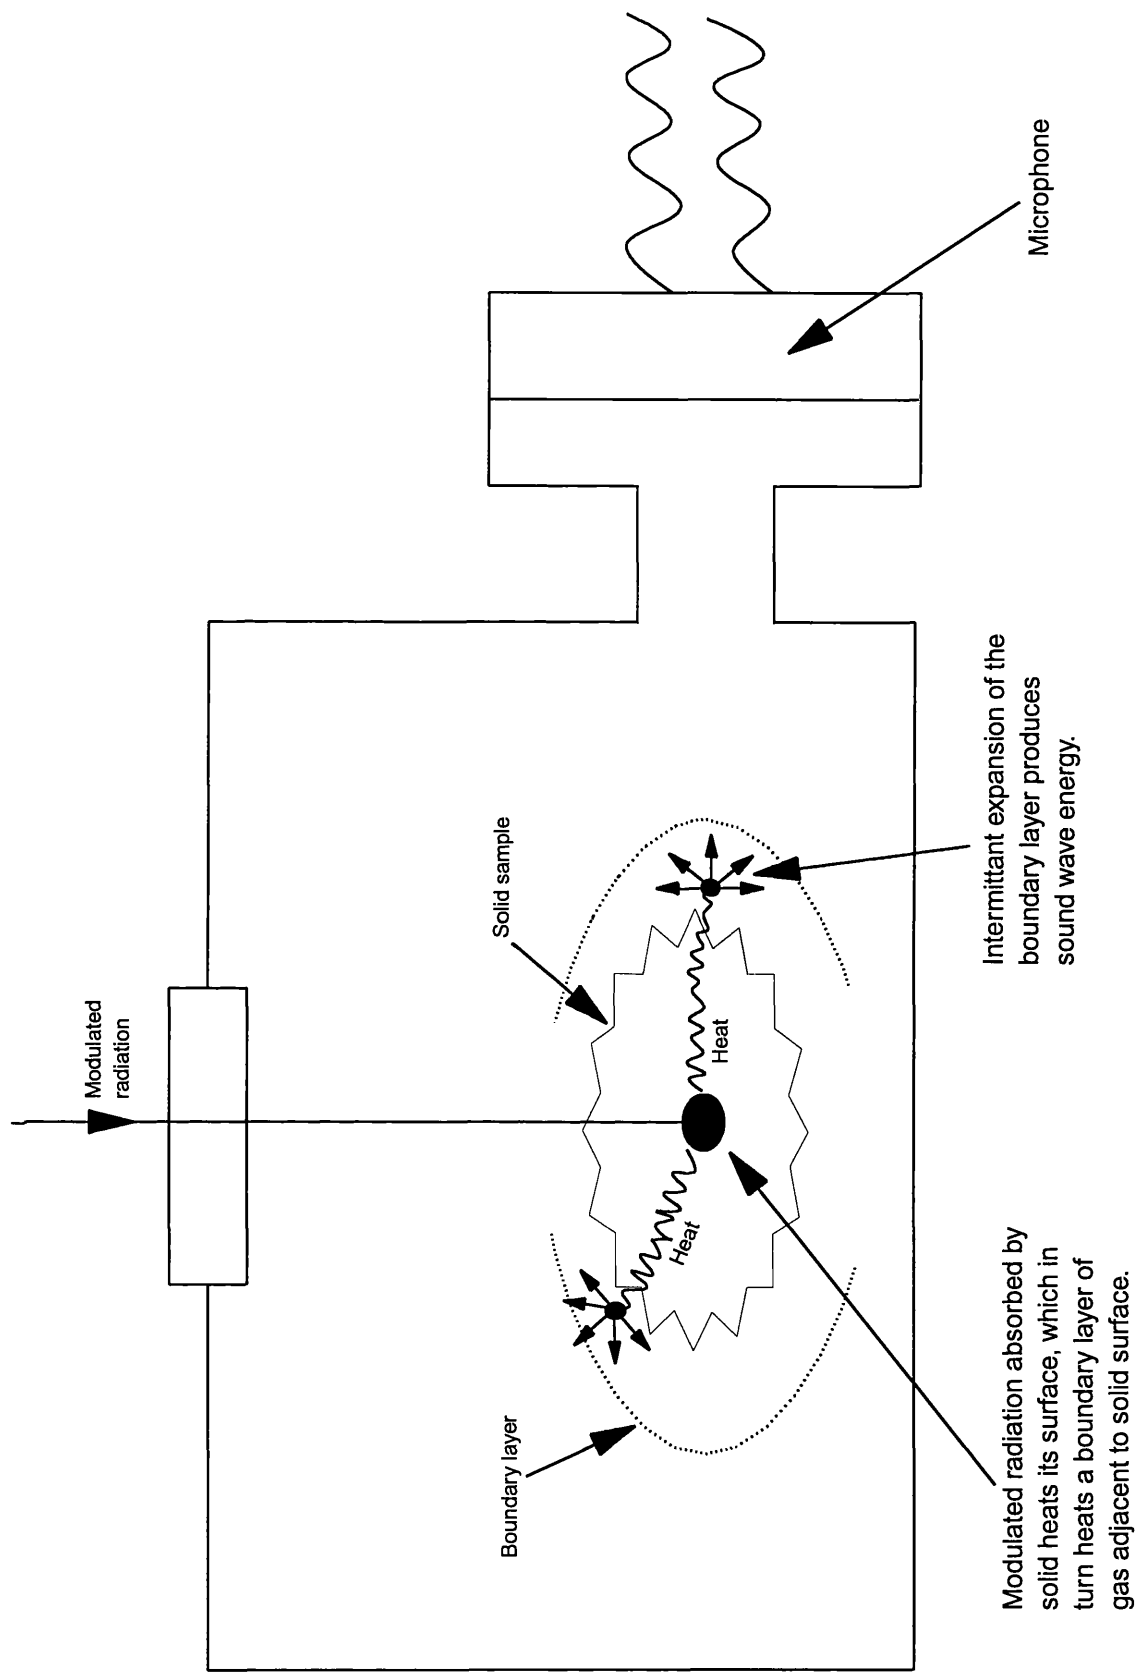 Modulated
radiation
Solid sample
Boundary layer
Heat
Heat
Microphone
Intermittant expansion of the
boundary layer produces
sound wave energy.
Modulated radiation absorbed by
solid heats its surface, which in
turn heats a boundary layer of
gas adjacent to solid surface.